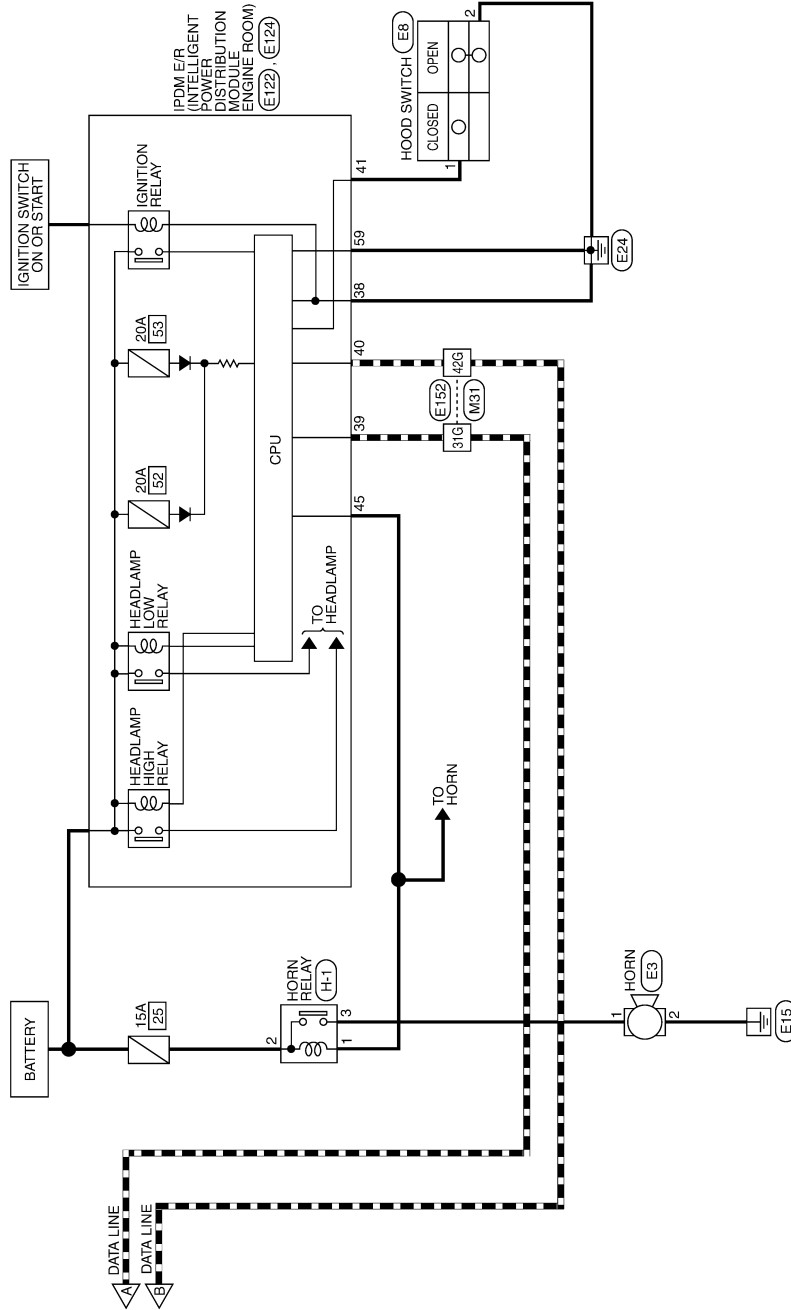 IGNITION SWITCH
ON OR START
BATTERY
IPDM E/R
(INTELLIGENT
POWER
DISTRIBUTION
MODULE
ENGINE ROOM)
E122 , E124
IGNITION
RELAY
20A
53
20A
52
HEADLAMP
LOW
RELAY
HEADLAMP
HIGH
RELAY
15A
25
CPU
TO
HEADLAMP
HORN
RELAY
H-1
2
3
1
45
39
40
38
59
41
HOOD SWITCH
E8
CLOSED
OPEN
1
2
E152
M31
31G
42G
E24
TO
HORN
HORN
E3
1
2
E15
DATA LINE
A
DATA LINE
B